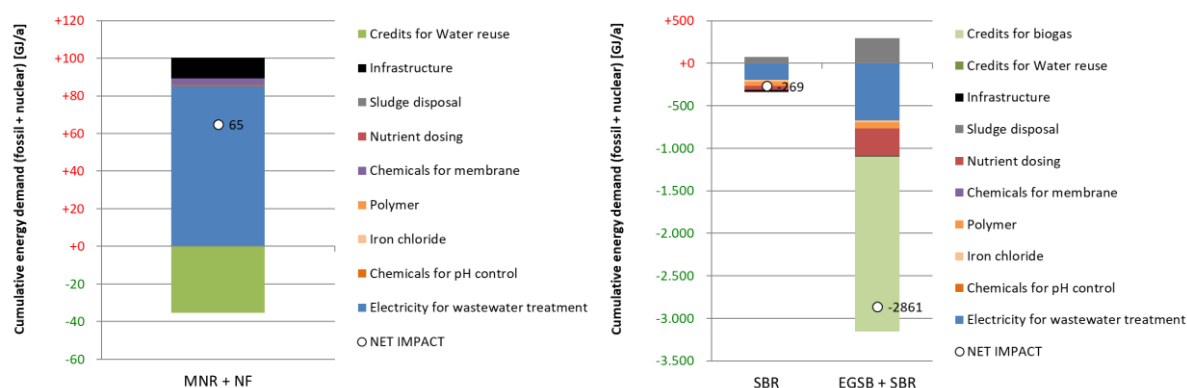 Cumulative energy demand (fossil + nuclear) [GJ/a]
+120
+100
+80
+60
+40
+20
+0
-20
-40
-60
65
MNR + NF
Credits for Water reuse
Infrastructure
Sludge disposal
Nutrient dosing
Chemicals for membrane
Polymer
Iron chloride
Chemicals for pH control
Electricity for wastewater treatment
NET IMPACT
Cumulative energy demand (fossil + nuclear) [GJ/a]
+500
+0
-500
-1.000
-1.500
-2.000
-2.500
-3.000
-3.500
-269
-2861
SBR
EGSB + SBR
Credits for biogas
Credits for Water reuse
Infrastructure
Sludge disposal
Nutrient dosing
Chemicals for membrane
Polymer
Iron chloride
Chemicals for pH control
Electricity for wastewater treatment
NET IMPACT